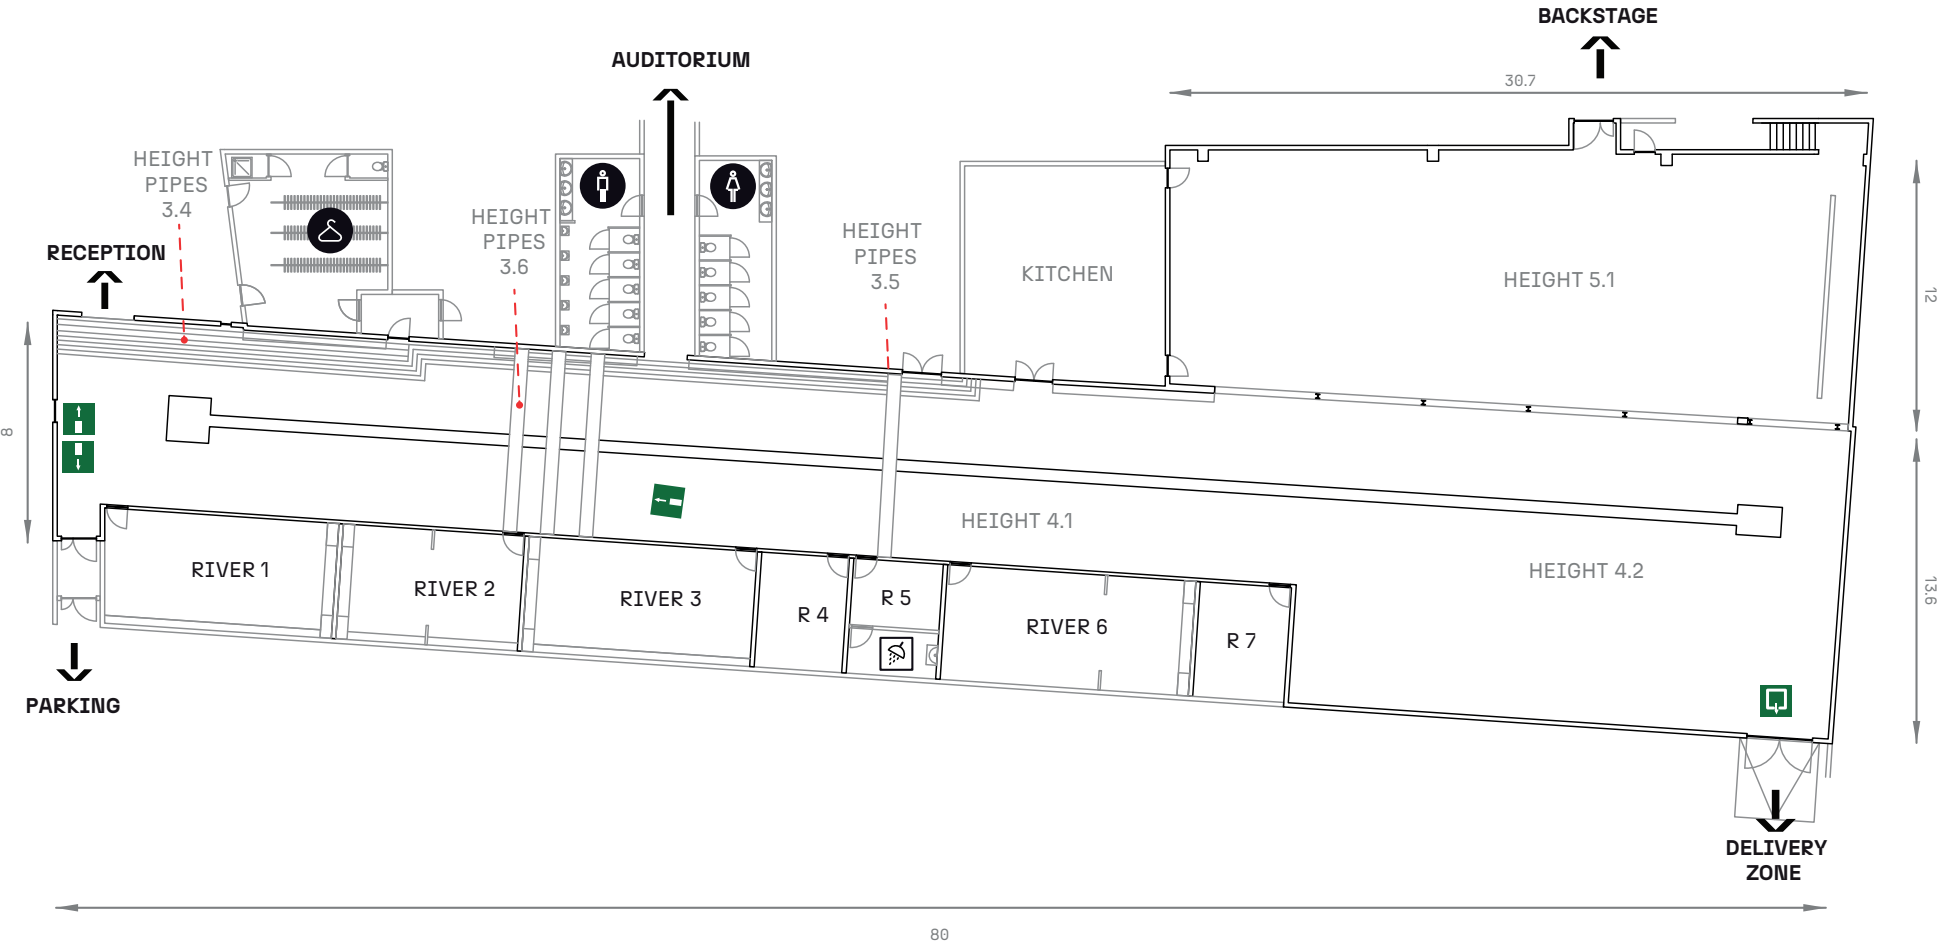 BACKSTAGE
AUDITORIUM
30.7
HEIGHT
PIPES
3.4
HEIGHT
PIPES
3.6
HEIGHT
PIPES
3.5
RECEPTION
KITCHEN
HEIGHT 5.1
12
8
HEIGHT 4.1
HEIGHT 4.2
13.6
RIVER 1
RIVER 2
RIVER 3
R 4
R 5
RIVER 6
R 7
PARKING
DELIVERY
ZONE
80